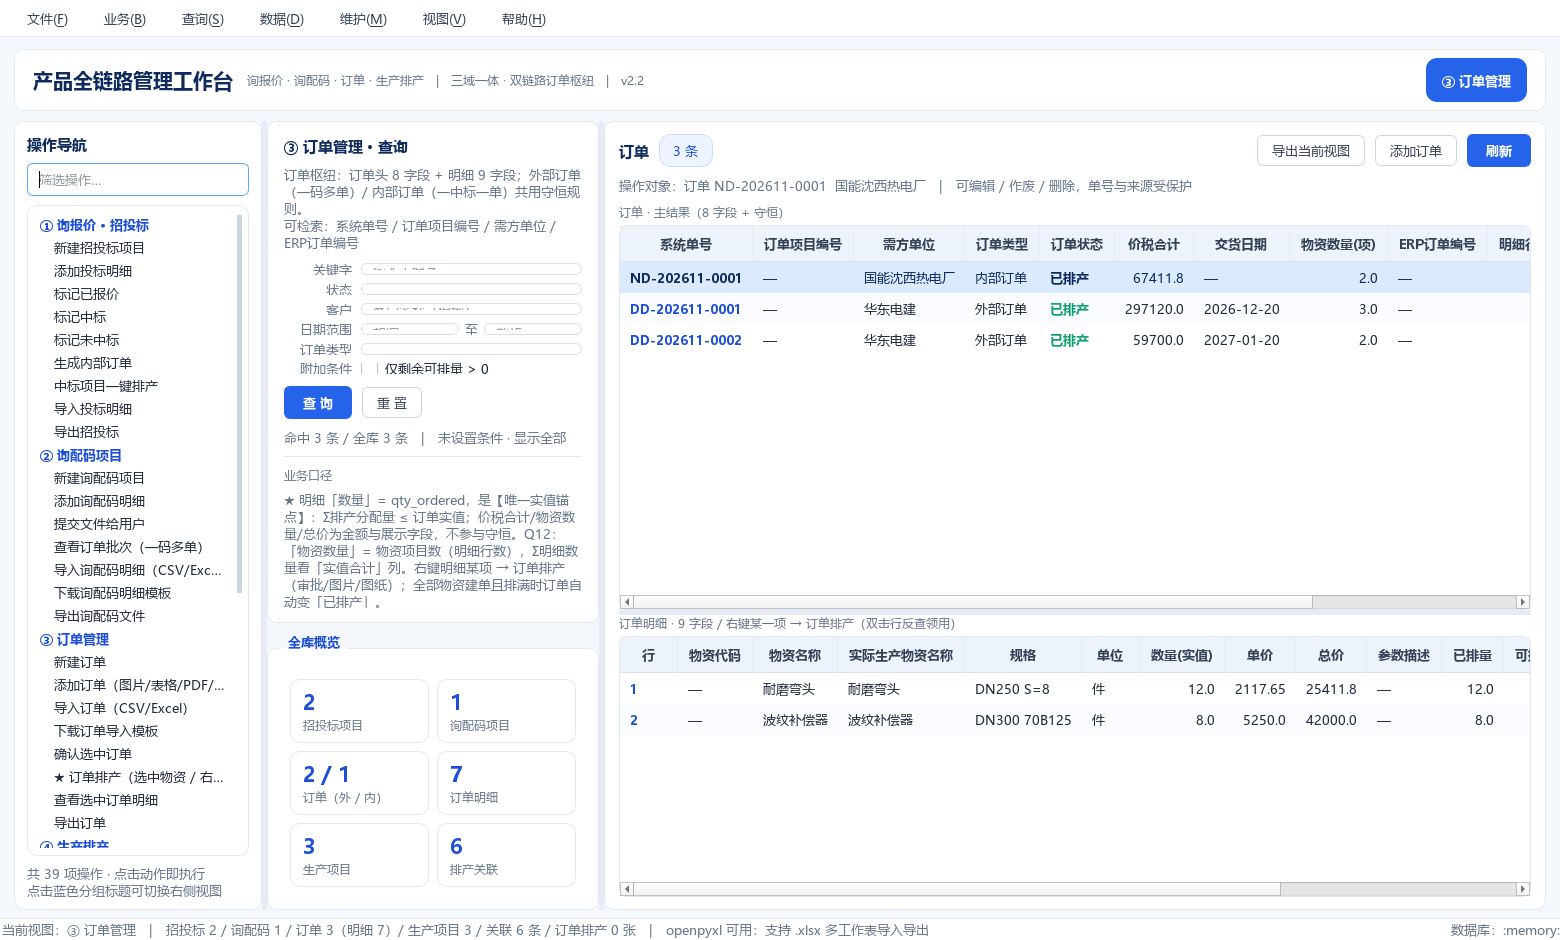 文件(F) 业务(B) 查询(S) 数据(D) 维护(M) 视图(V) 帮助(H)
产品全链路管理工作台 询报价 · 询配码 · 订单 · 生产排产 | 三域一体 · 双链路订单枢纽 | v2.2
③ 订单管理
操作导航
筛选操作...
① 询报价 • 招投标
新建招投标项目
添加投标明细
标记已报价
标记中标
标记未中标
生成内部订单
中标项目一键排产
导入投标明细
导出招投标
② 询配码项目
新建询配码项目
添加询配码明细
提交文件给用户
查看订单批次（一码多单）
导入询配码明细（CSV/Exc...
下载询配码明细模板
导出询配码文件
③ 订单管理
新建订单
添加订单（图片/表格/PDF/...
导入订单（CSV/Excel）
下载订单导入模板
确认选中订单
★ 订单排产（选中物资 / 右...
查看选中订单明细
导出订单
④ 生产排产
共 39 项操作 · 点击动作即执行
点击蓝色分组标题可切换右侧视图
③ 订单管理 • 查询
订单枢纽：订单头 8 字段 + 明细 9 字段；外部订单
（一码多单）/ 内部订单（一中标一单）共用守恒规
则。
可检索：系统单号 / 订单项目编号 / 需方单位 /
ERP订单编号
关键字
状态
客户
日期范围 至
订单类型
附加条件 仅剩余可排量 > 0
查 询 重 置
命中 3 条 / 全库 3 条 | 未设置条件 · 显示全部
业务口径
★ 明细「数量」= qty_ordered，是【唯一实值锚
点】：Σ排产分配量 ≤ 订单实值；价税合计/物资数
量/总价为金额与展示字段，不参与守恒。Q12：
「物资数量」= 物资项目数（明细行数），Σ明细数
量看「实值合计」列。右键明细某项 → 订单排产
（审批/图片/图纸）；全部物资建单且排满时订单自
动变「已排产」。
全库概览
2
招投标项目
1
询配码项目
2 / 1
订单（外 / 内）
7
订单明细
3
生产项目
6
排产关联
订单 3 条 导出当前视图 添加订单 刷新
操作对象：订单 ND-202611-0001 国能沈西热电厂 | 可编辑 / 作废 / 删除，单号与来源受保护
订单 · 主结果（8 字段 + 守恒）
系统单号 订单项目编号 需方单位 订单类型 订单状态 价税合计 交货日期 物资数量(项) ERP订单编号 明细
ND-202611-0001 — 国能沈西热电厂 内部订单 已排产 67411.8 — 2.0 —
DD-202611-0001 — 华东电建 外部订单 已排产 297120.0 2026-12-20 3.0 —
DD-202611-0002 — 华东电建 外部订单 已排产 59700.0 2027-01-20 2.0 —
订单明细 · 9 字段 / 右键某一项 → 订单排产（双击行反查领用）
行 物资代码 物资名称 实际生产物资名称 规格 单位 数量(实值) 单价 总价 参数描述 已排量 可
1 — 耐磨弯头 耐磨弯头 DN250 S=8 件 12.0 2117.65 25411.8 — 12.0
2 — 波纹补偿器 波纹补偿器 DN300 70B125 件 8.0 5250.0 42000.0 — 8.0
当前视图：③ 订单管理 | 招投标 2 / 询配码 1 / 订单 3（明细 7）/ 生产项目 3 / 关联 6 条 / 订单排产 0 张 | openpyxl 可用：支持 .xlsx 多工作表导入导出 数据库：:memory: